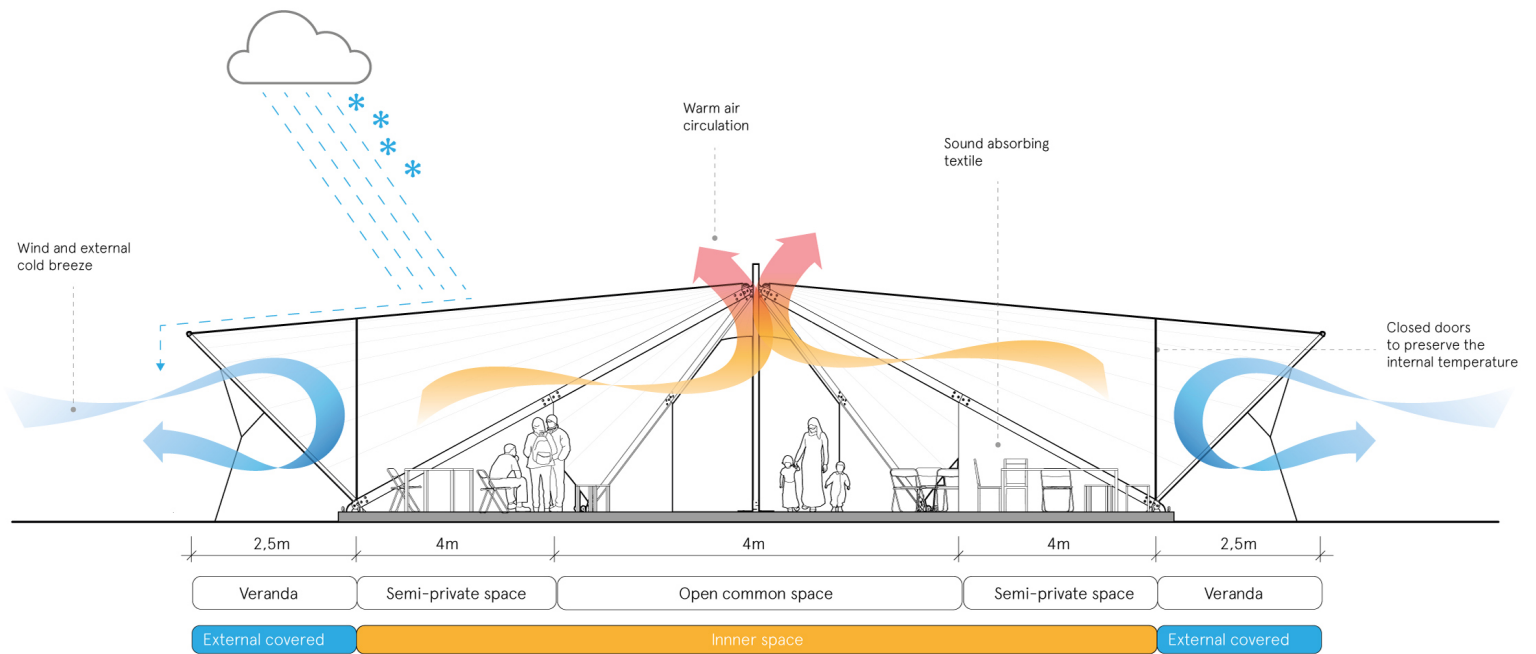 Warm air
circulation
Sound absorbing
textile
Wind and external
cold breeze
Closed doors
to preserve the
internal temperature
2,5m
4m
4m
4m
2,5m
Veranda
Semi-private space
Open common space
Semi-private space
Veranda
External covered
Innner space
External covered